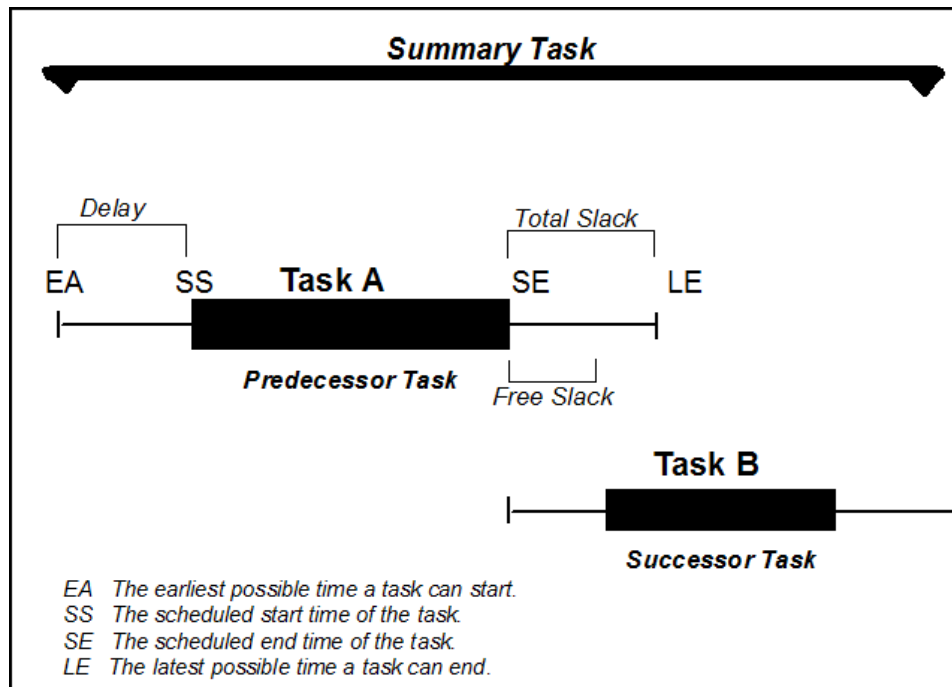 Summary Task
Delay
Total Slack
EA SS Task A SE LE
Predecessor Task
Free Slack
Task B
Successor Task
EA The earliest possible time a task can start.
SS The scheduled start time of the task.
SE The scheduled end time of the task.
LE The latest possible time a task can end.